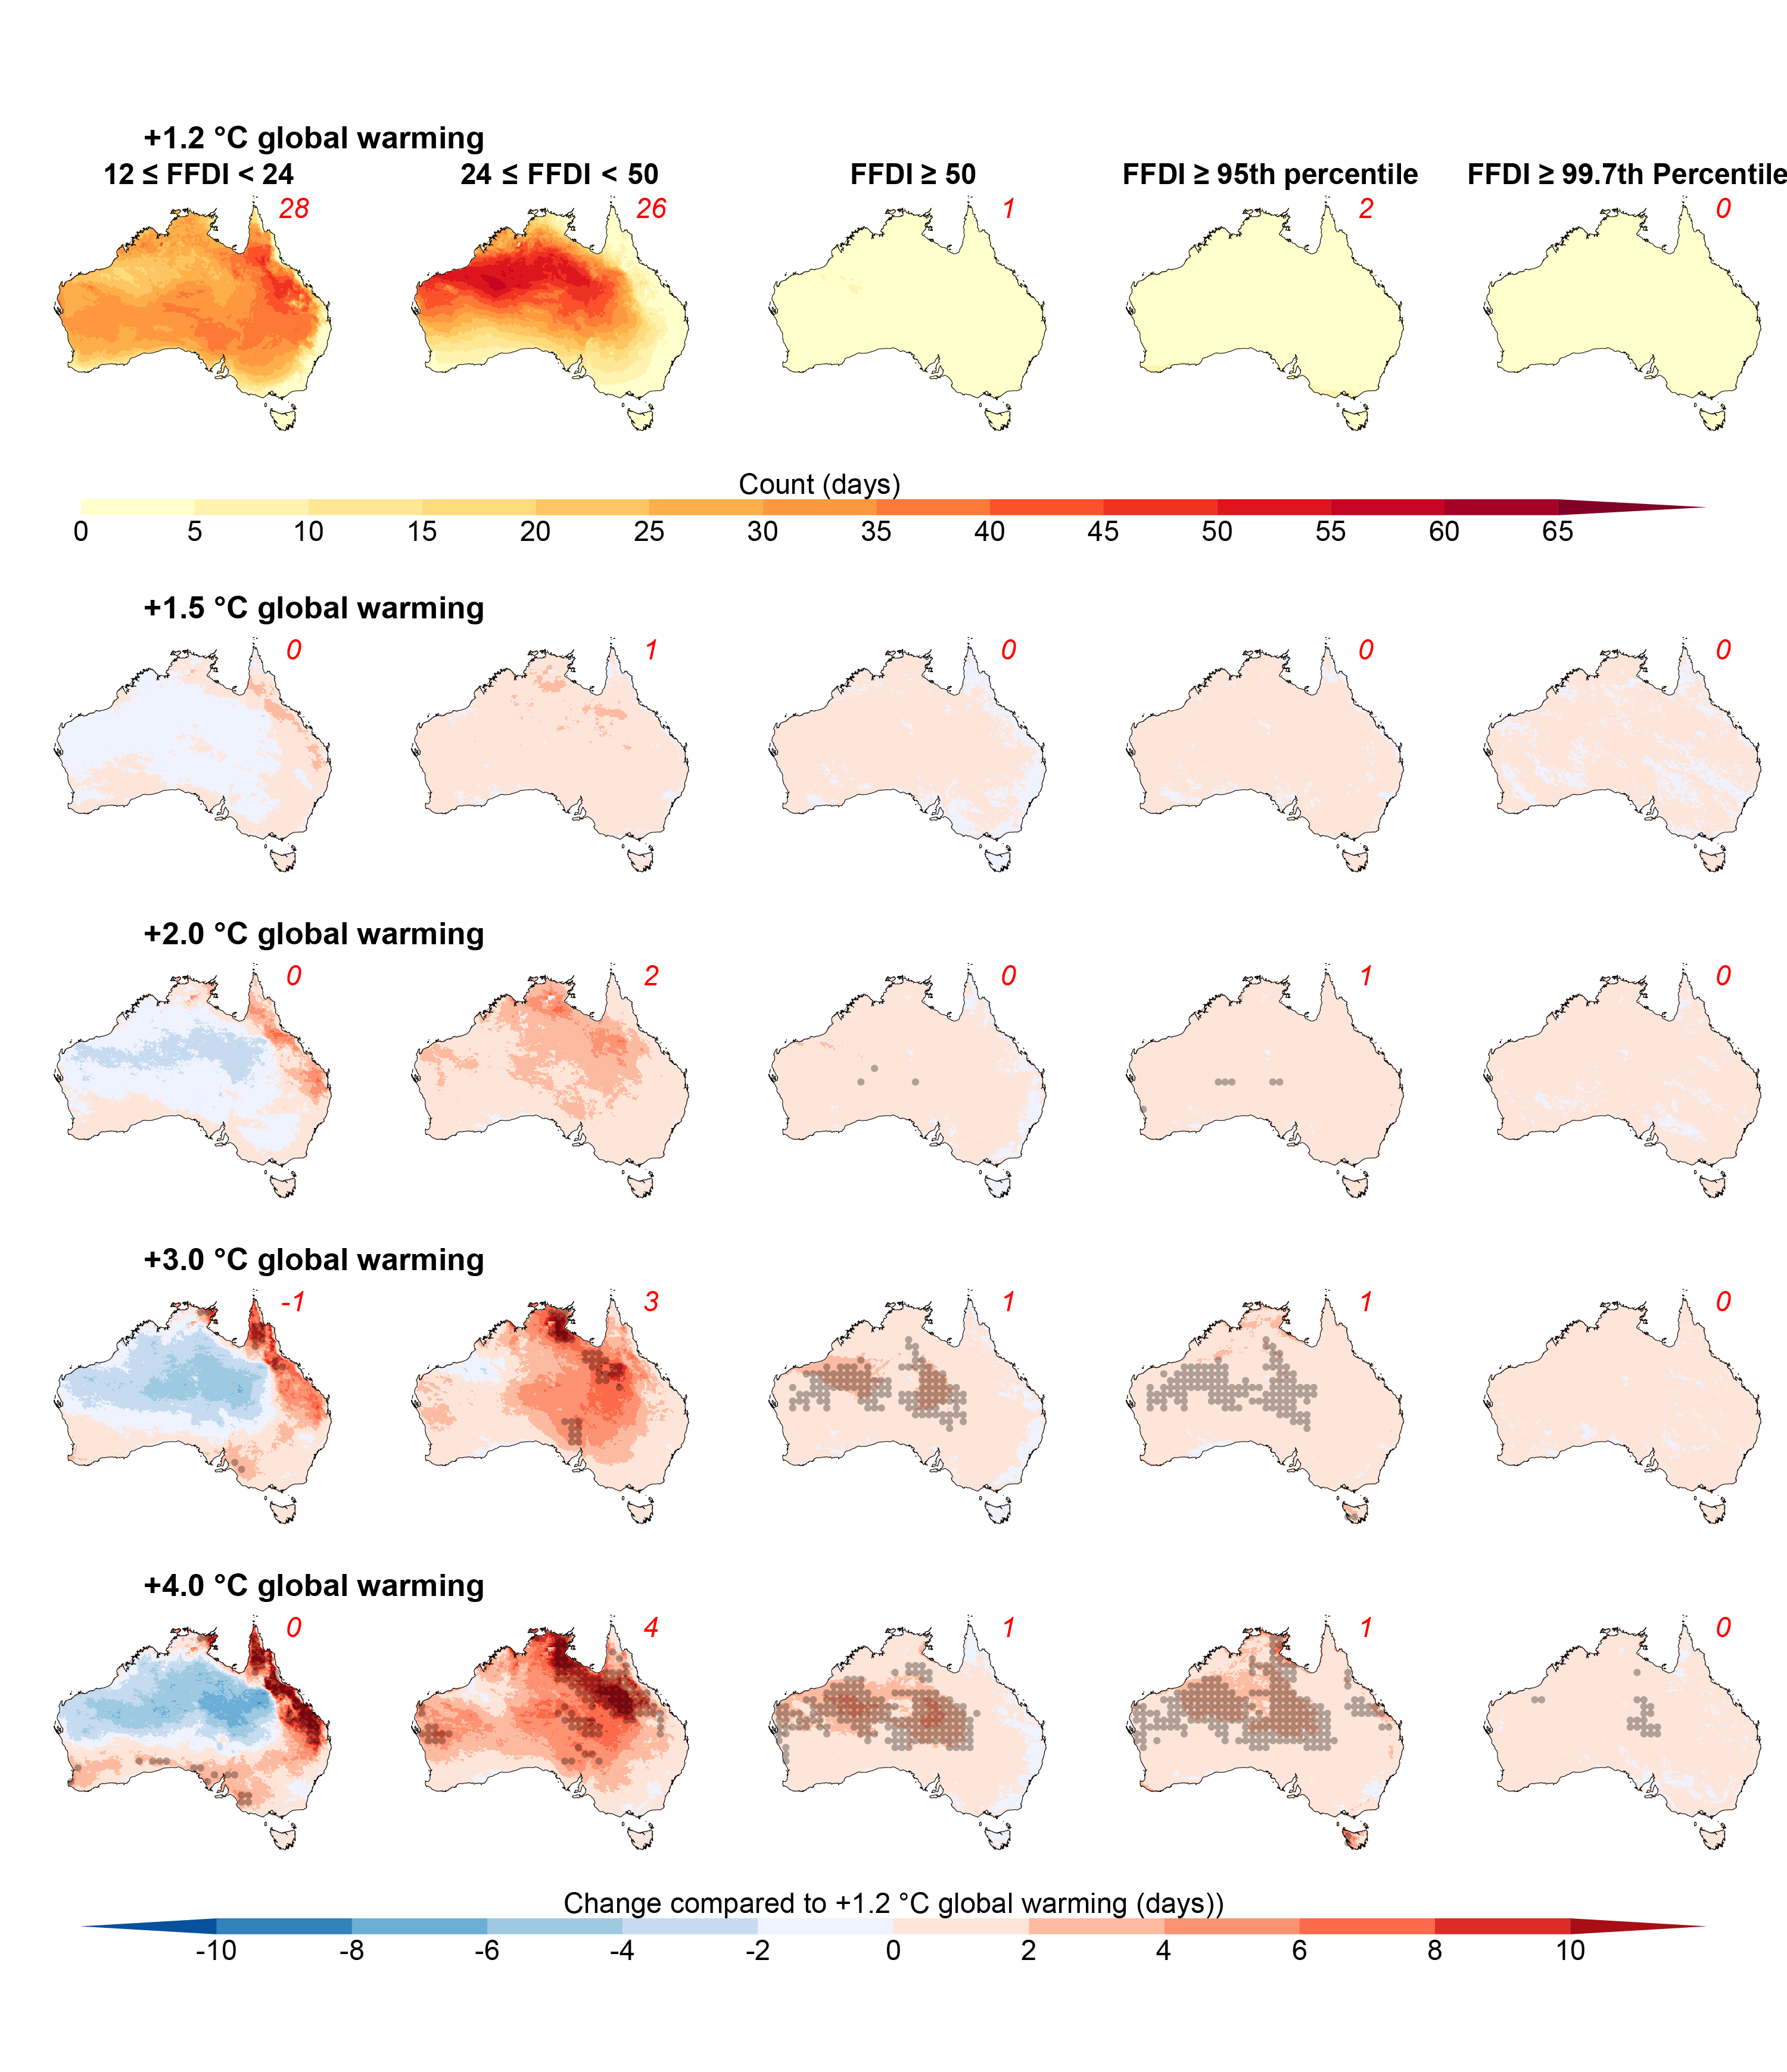 +1.2 °C global warming
12 ≤ FFDI < 24 24 ≤ FFDI < 50 FFDI ≥ 50 FFDI ≥ 95th percentile FFDI ≥ 99.7th Percentile
28 26 1 2 0
Count (days)
0 5 10 15 20 25 30 35 40 45 50 55 60 65
+1.5 °C global warming
0 1 0 0 0
+2.0 °C global warming
0 2 0 1 0
+3.0 °C global warming
-1 3 1 1 0
+4.0 °C global warming
0 4 1 1 0
Change compared to +1.2 °C global warming (days))
-10 -8 -6 -4 -2 0 2 4 6 8 10